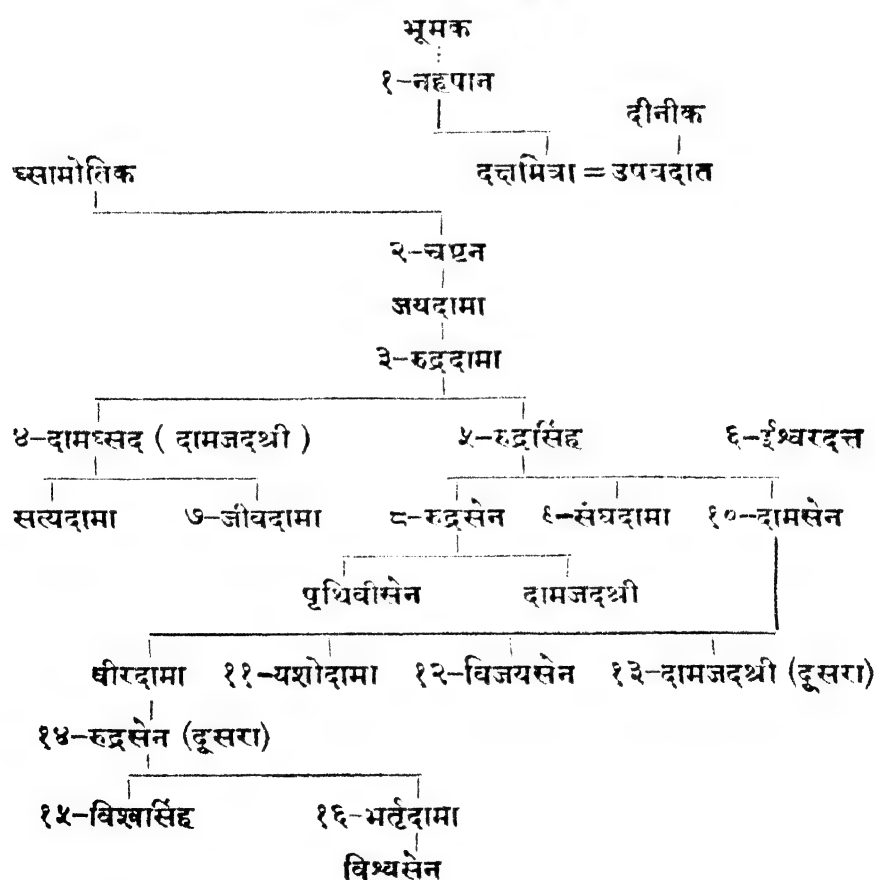 भूमक
१-नहपान
दीनीक
घ्सामोतिक दक्षमित्रा = उषवदात
२-चष्टन
जयदामा
३-रुद्रदामा
४-दामघ्सद ( दामजदश्री ) ५-रुद्रसिंह ६-ईश्वरदत्त
सत्यदामा ७-जीवदामा ८-रुद्रसेन ९-संघदामा १०-दामसेन
पृथिवीसेन दामजदश्री
वीरदामा ११-यशोदामा १२-विजयसेन १३-दामजदश्री (दूसरा)
१४-रुद्रसेन (दूसरा)
१५-विश्वसिंह १६-भर्तृदामा
विश्वसेन